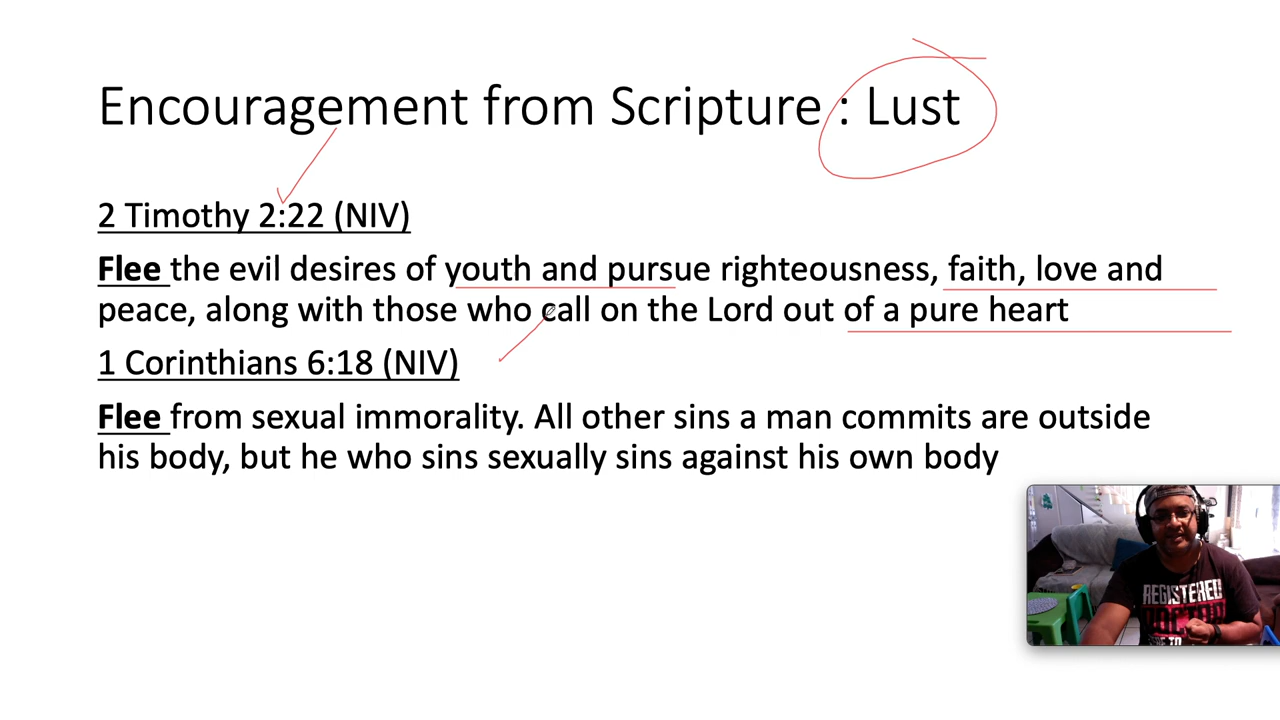 Encouragement from Scripture : Lust
2 Timothy 2:22 (NIV)
Flee the evil desires of youth and pursue righteousness, faith, love and
peace, along with those who call on the Lord out of a pure heart
1 Corinthians 6:18 (NIV)
Flee from sexual immorality. All other sins a man commits are outside
his body, but he who sins sexually sins against his own body
REGISTERED
DOCTOR
TO